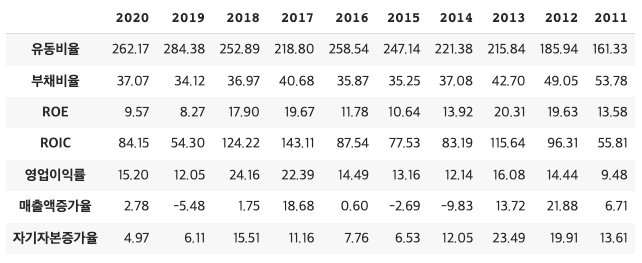 2020 2019 2018 2017 2016 2015 2014 2013 2012 2011
유동비율 262.17 284.38 252.89 218.80 258.54 247.14 221.38 215.84 185.94 161.33
부채비율 37.07 34.12 36.97 40.68 35.87 35.25 37.08 42.70 49.05 53.78
ROE 9.57 8.27 17.90 19.67 11.78 10.64 13.92 20.31 19.63 13.58
ROIC 84.15 54.30 124.22 143.11 87.54 77.53 83.19 115.64 96.31 55.81
영업이익률 15.20 12.05 24.16 22.39 14.49 13.16 12.14 16.08 14.44 9.48
매출액증가율 2.78 -5.48 1.75 18.68 0.60 -2.69 -9.83 13.72 21.88 6.71
자기자본증가율 4.97 6.11 15.51 11.16 7.76 6.53 12.05 23.49 19.91 13.61